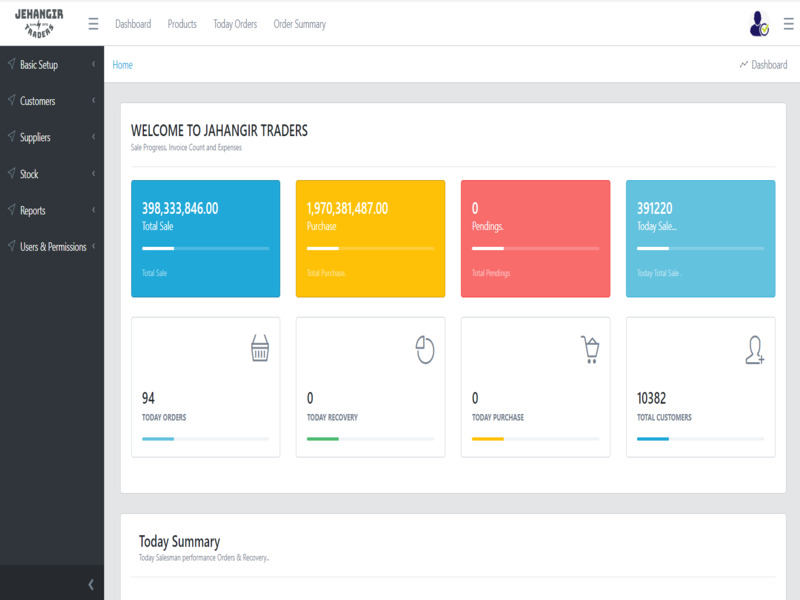 JEHANGIR
TRADERS
Dashboard
Products
Today Orders
Order Summary
Basic Setup
Customers
Suppliers
Stock
Reports
Users & Permissions
Home
Dashboard
WELCOME TO JAHANGIR TRADERS
Sale Progress, Invoice Count and Expenses
398,333,846.00
Total Sale
Total Sale
1,970,381,487.00
Purchase
Total Purchase.
0
Pendings.
Total Pendings
391220
Today Sale...
Today Total Sale .
94
TODAY ORDERS
0
TODAY RECOVERY
0
TODAY PURCHASE
10382
TOTAL CUSTOMERS
Today Summary
Today Salesman performance Orders & Recovery..